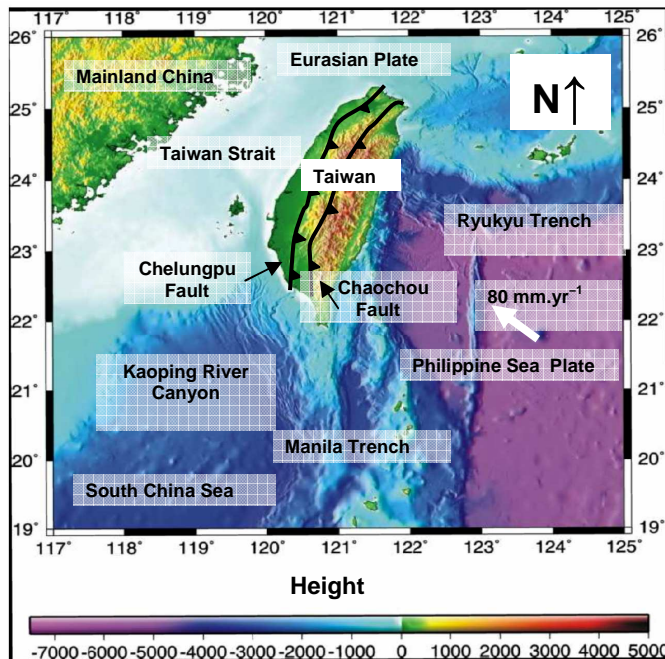 26˚
25˚
24˚
23˚
22˚
21˚
20˚
19˚
26˚
25˚
24˚
23˚
22˚
21˚
20˚
19˚
Eurasian Plate
Mainland China
N↑
Taiwan Strait
Taiwan
Ryukyu Trench
Chelungpu
Fault
Chaochou
Fault
80 mm.yr⁻¹
Philippine Sea Plate
Kaoping River
Canyon
Manila Trench
South China Sea
117˚ 118˚ 119˚ 120˚ 121˚ 122˚ 123˚ 124˚ 125˚
117˚ 118˚ 119˚ 120˚ 121˚ 122˚ 123˚ 124˚ 125˚
Height
-7000 -6000 -5000 -4000 -3000 -2000 -1000 0 1000 2000 3000 4000 5000